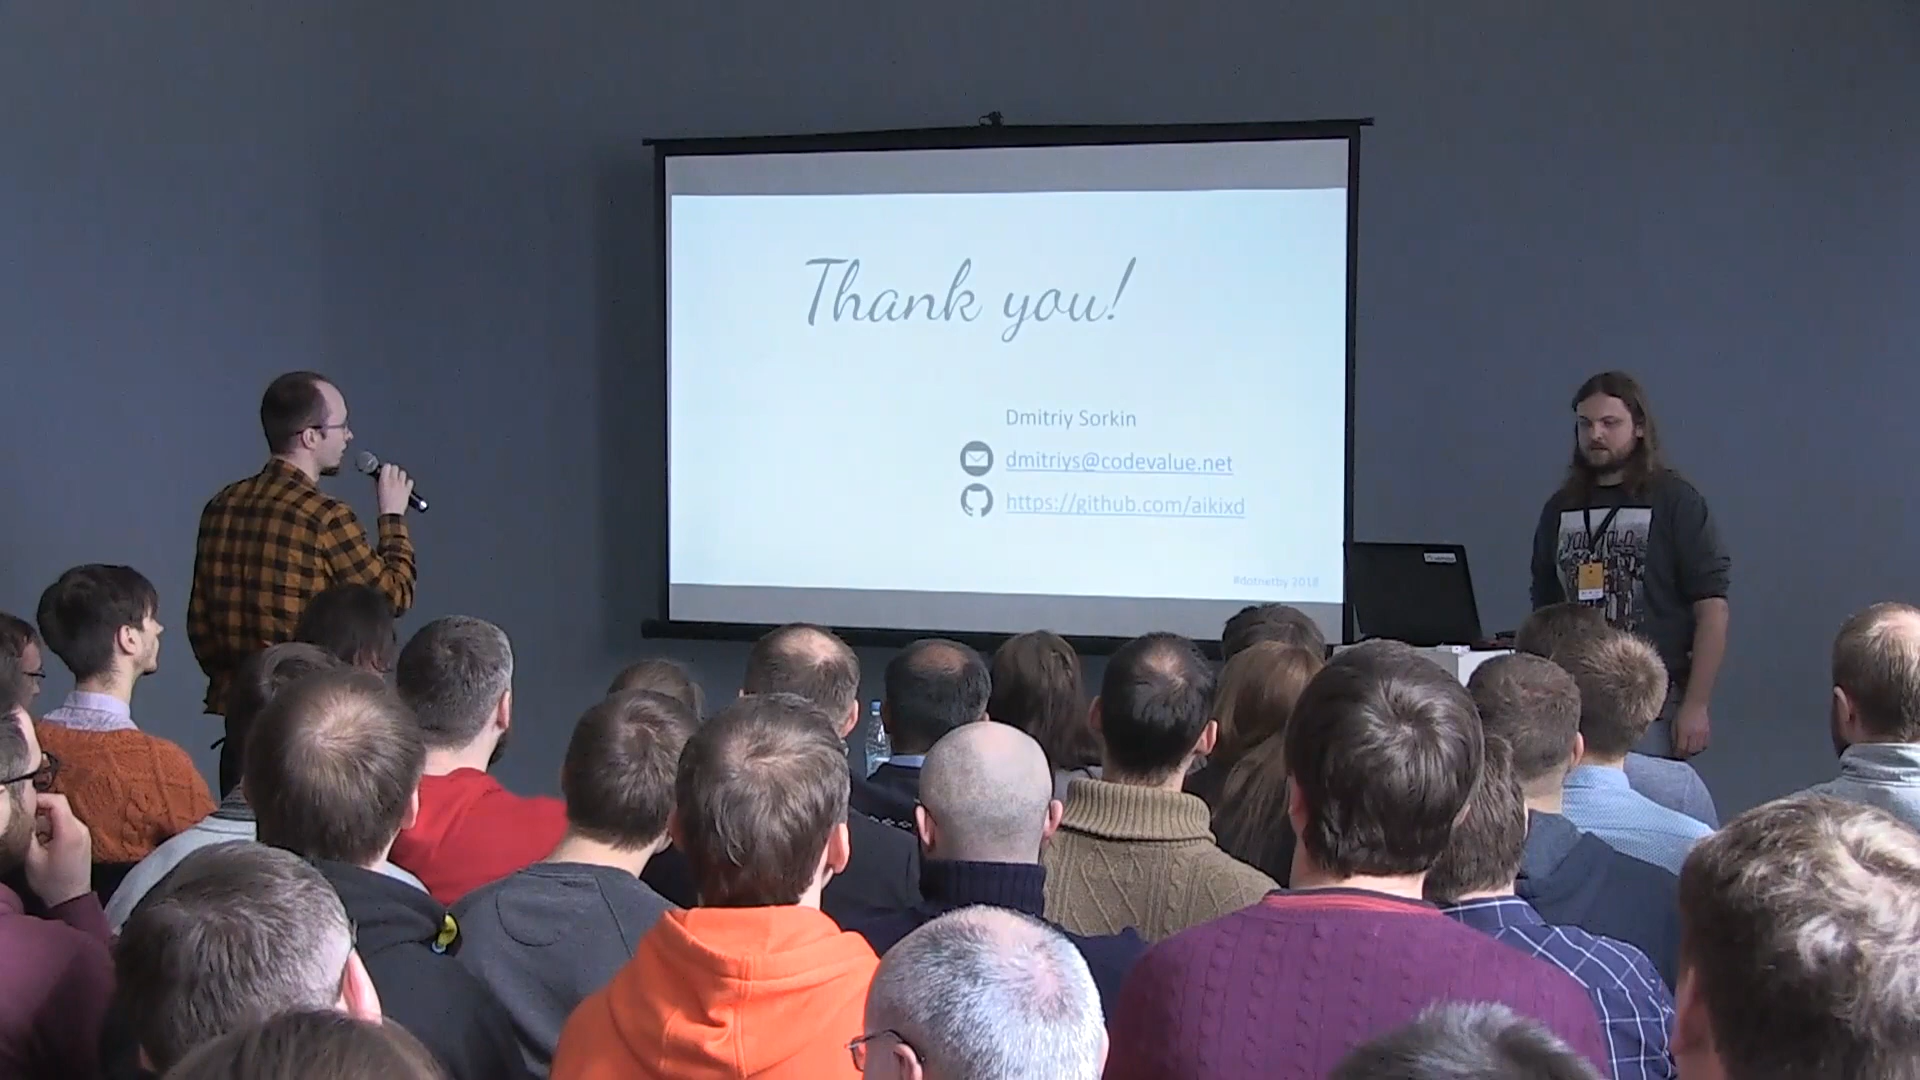 Thank you!
Dmitriy Sorkin
dmitriys@codevalue.net
https://github.com/aikixd
#dotnetby 2018